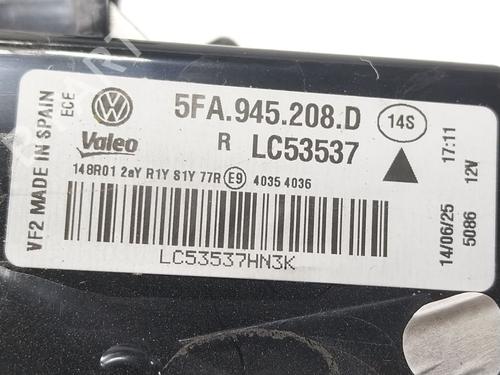 VF2 MADE IN SPAIN
ECE
VW
Valeo
5FA.945.208.D
14S
R LC53537
148R01 2aY R1Y S1Y 77R E9 4035 4036
LC53537HN3K
14/06/25 17:11
5086 12V